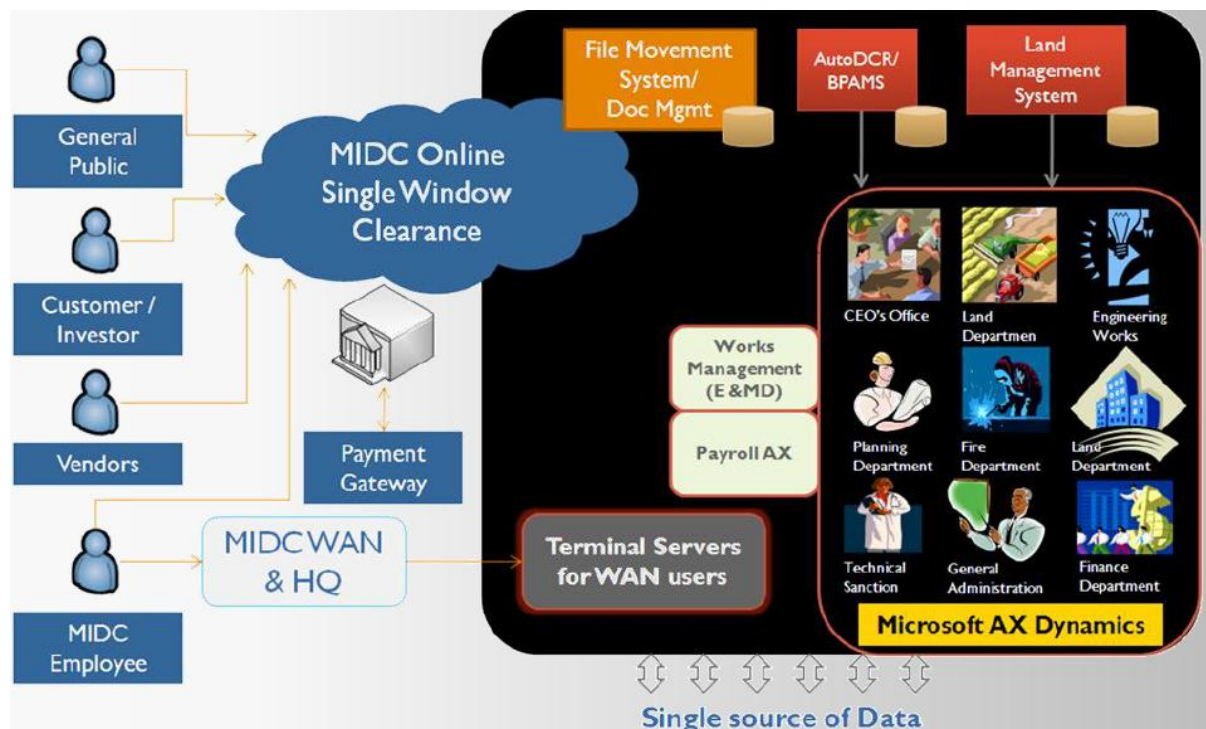 General
Public
Customer /
Investor
Vendors
MIDC
Employee
MIDC Online
Single Window
Clearance
Payment
Gateway
MIDC WAN
& HQ
File Movement
System/
Doc Mgmt
AutoDCR/
BPAMS
Land
Management
System
Works
Management
(E &MD)
Payroll AX
Terminal Servers
for WAN users
CEO's Office
Land
Departmen
Engineering
Works
Planning
Department
Fire
Department
Land
Department
Technical
Sanction
General
Administration
Finance
Department
Microsoft AX Dynamics
Single source of Data